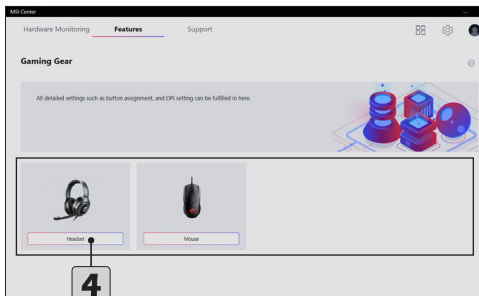 MSI Center
Hardware Monitoring Features Support
Gaming Gear
All detailed settings such as button assignment, and DPI setting can be fulfilled in here.
Headset Mouse
4